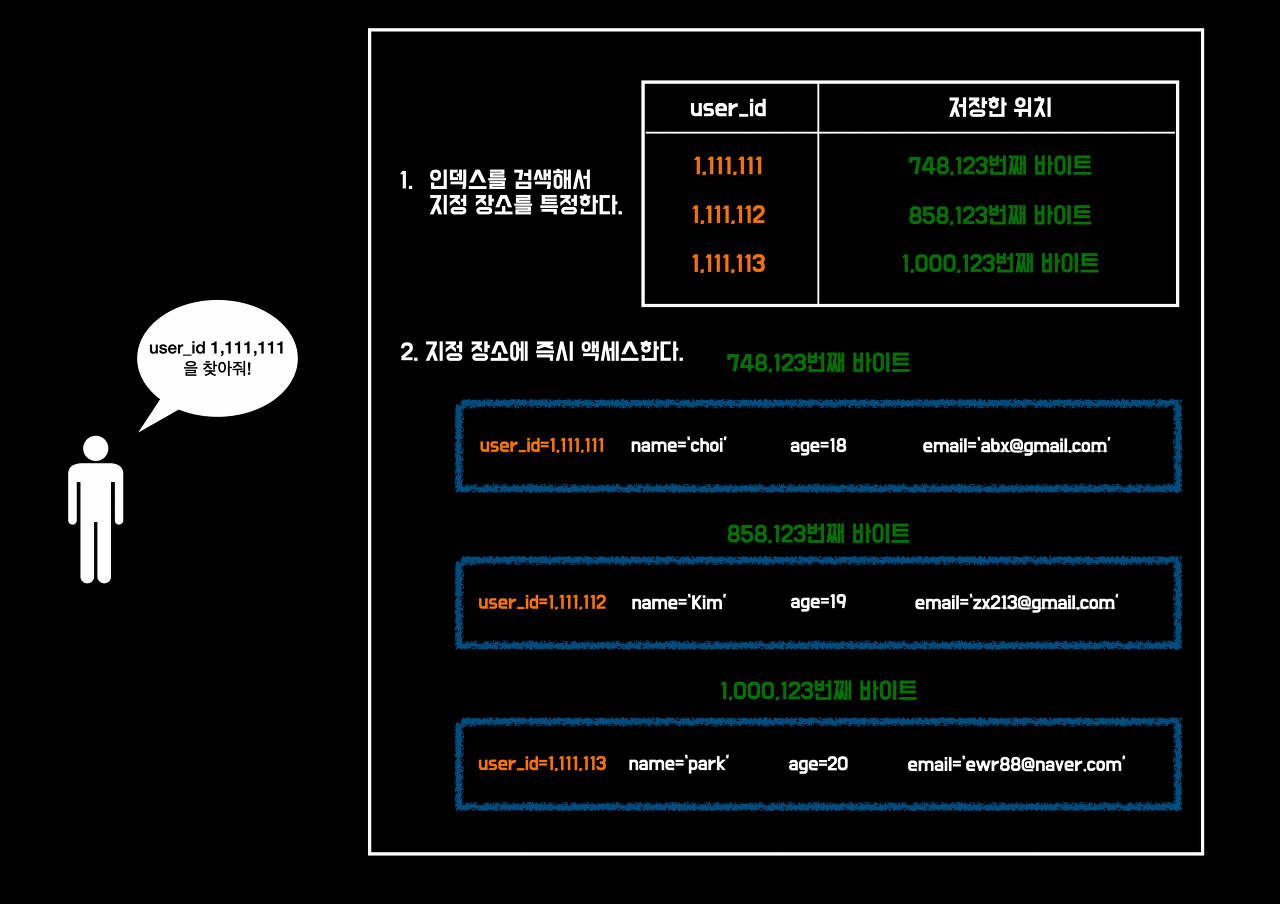 user_id 1,111,111
을 찾아줘!
1. 인덱스를 검색해서
지정 장소를 특정한다.
user_id 저장한 위치
1,111,111 748,123번째 바이트
1,111,112 858,123번째 바이트
1,111,113 1,000,123번째 바이트
2. 지정 장소에 즉시 액세스한다.
748,123번째 바이트
user_id=1,111,111 name='choi' age=18 email='abx@gmail.com'
858,123번째 바이트
user_id=1,111,112 name='Kim' age=19 email='zx213@gmail.com'
1,000,123번째 바이트
user_id=1,111,113 name='park' age=20 email='ewr88@naver.com'